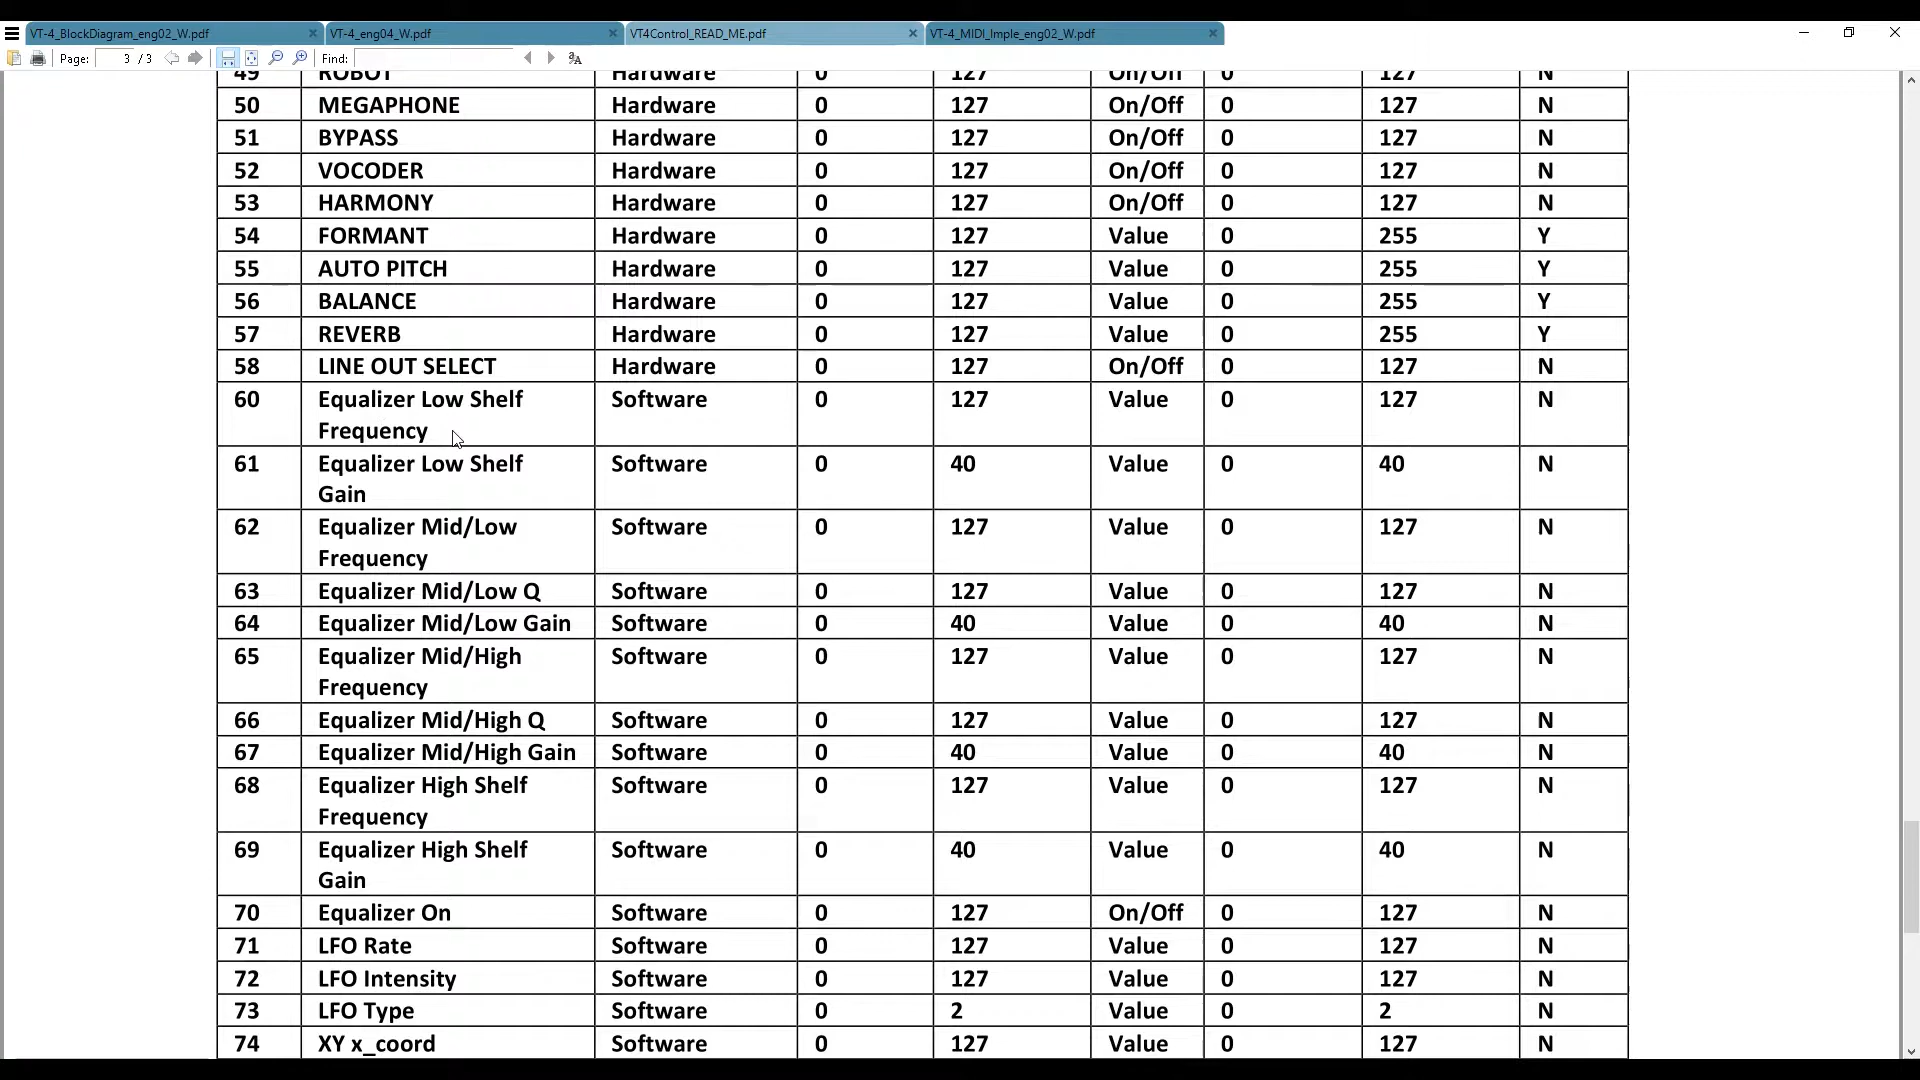 VT-4_BlockDiagram_eng02_W.pdf VT-4_eng04_W.pdf VT4Control_READ_ME.pdf VT-4_MIDI_Imple_eng02_W.pdf
Page: 3 / 3 Find:
49 ROBOT Hardware 0 127 On/Off 0 127 N
50 MEGAPHONE Hardware 0 127 On/Off 0 127 N
51 BYPASS Hardware 0 127 On/Off 0 127 N
52 VOCODER Hardware 0 127 On/Off 0 127 N
53 HARMONY Hardware 0 127 On/Off 0 127 N
54 FORMANT Hardware 0 127 Value 0 255 Y
55 AUTO PITCH Hardware 0 127 Value 0 255 Y
56 BALANCE Hardware 0 127 Value 0 255 Y
57 REVERB Hardware 0 127 Value 0 255 Y
58 LINE OUT SELECT Hardware 0 127 On/Off 0 127 N
60 Equalizer Low Shelf Software 0 127 Value 0 127 N
Frequency
61 Equalizer Low Shelf Software 0 40 Value 0 40 N
Gain
62 Equalizer Mid/Low Software 0 127 Value 0 127 N
Frequency
63 Equalizer Mid/Low Q Software 0 127 Value 0 127 N
64 Equalizer Mid/Low Gain Software 0 40 Value 0 40 N
65 Equalizer Mid/High Software 0 127 Value 0 127 N
Frequency
66 Equalizer Mid/High Q Software 0 127 Value 0 127 N
67 Equalizer Mid/High Gain Software 0 40 Value 0 40 N
68 Equalizer High Shelf Software 0 127 Value 0 127 N
Frequency
69 Equalizer High Shelf Software 0 40 Value 0 40 N
Gain
70 Equalizer On Software 0 127 On/Off 0 127 N
71 LFO Rate Software 0 127 Value 0 127 N
72 LFO Intensity Software 0 127 Value 0 127 N
73 LFO Type Software 0 2 Value 0 2 N
74 XY x_coord Software 0 127 Value 0 127 N